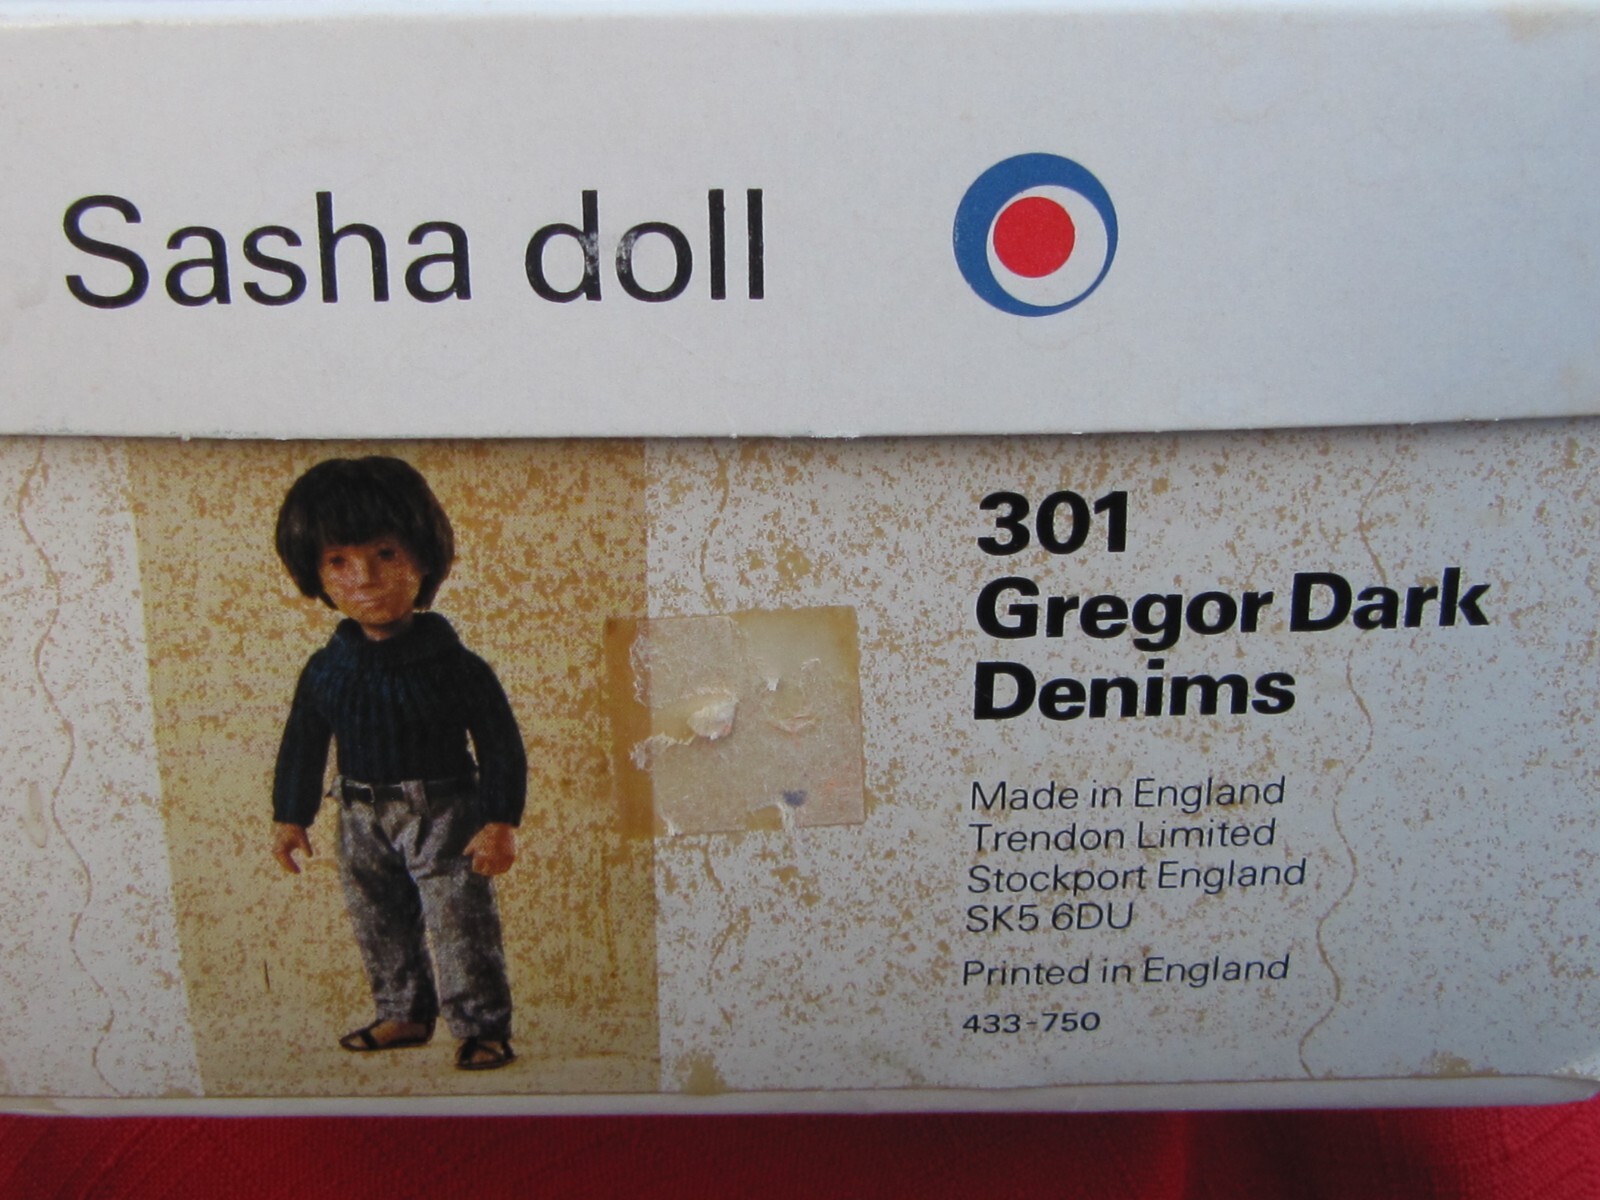 Sasha doll
301
Gregor Dark
Denims
Made in England
Trendon Limited
Stockport England
SK5 6DU
Printed in England
433-750